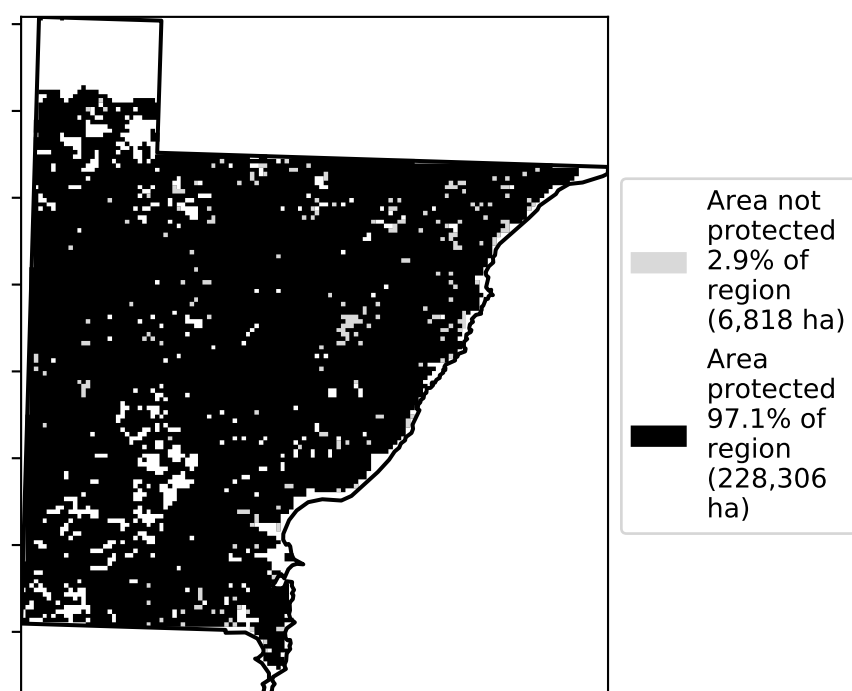 Area not
protected
2.9% of
region
(6,818 ha)
Area
protected
97.1% of
region
(228,306
ha)